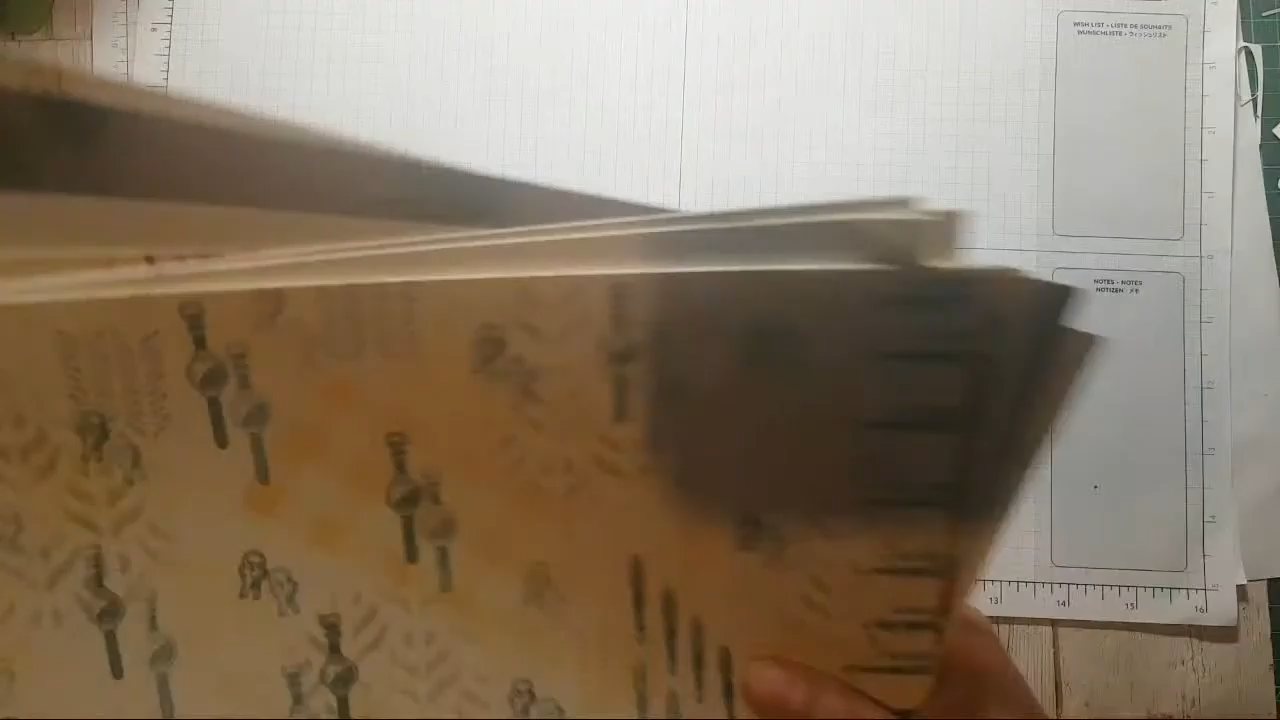 WISH LIST • LISTE DE SOUHAITS
WUNSCHLISTE • ウィッシュリスト
NOTES • NOTES
NOTIZEN メモ
13
14
15
16